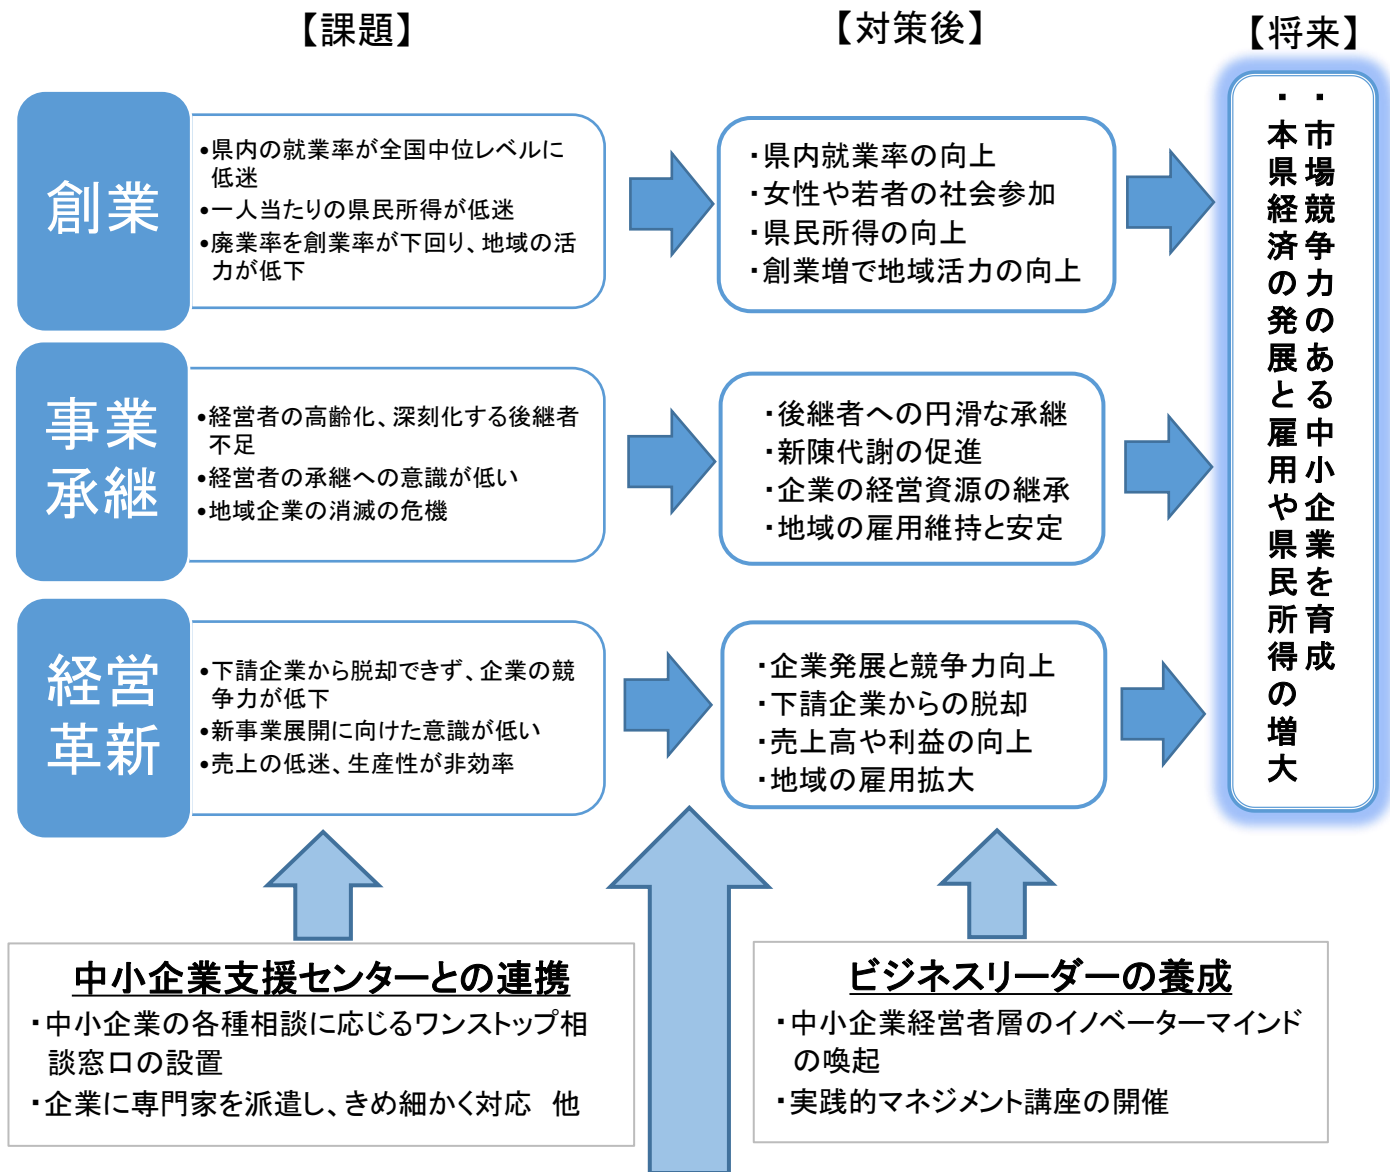 【課題】
【対策後】
【将来】
創業
•県内の就業率が全国中位レベルに
低迷
•一人当たりの県民所得が低迷
•廃業率を創業率が下回り、地域の活
力が低下
・県内就業率の向上
・女性や若者の社会参加
・県民所得の向上
・創業増で地域活力の向上
事業
承継
•経営者の高齢化、深刻化する後継者
不足
•経営者の承継への意識が低い
•地域企業の消滅の危機
・後継者への円滑な承継
・新陳代謝の促進
・企業の経営資源の継承
・地域の雇用維持と安定
経営
革新
•下請企業から脱却できず、企業の競
争力が低下
•新事業展開に向けた意識が低い
•売上の低迷、生産性が非効率
・企業発展と競争力向上
・下請企業からの脱却
・売上高や利益の向上
・地域の雇用拡大
・市場競争力のある中小企業を育成
・本県経済の発展と雇用や県民所得の増大
中小企業支援センターとの連携
・中小企業の各種相談に応じるワンストップ相
談窓口の設置
・企業に専門家を派遣し、きめ細かく対応　他
ビジネスリーダーの養成
・中小企業経営者層のイノベーターマインド
の喚起
・実践的マネジメント講座の開催